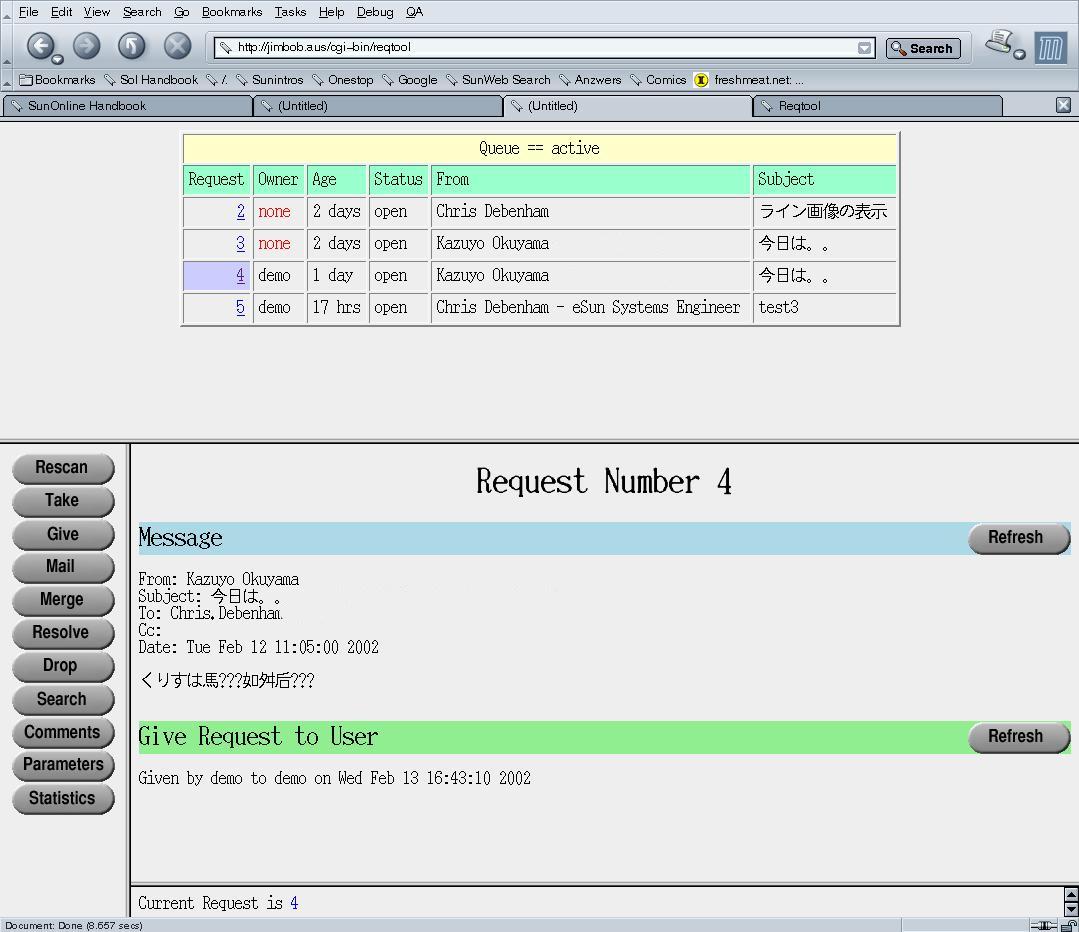 File Edit View Search Go Bookmarks Tasks Help Debug QA
http://jimbob.aus/cgi-bin/reqtool Search
Bookmarks Sol Handbook /. Sunintros Onestop Google SunWeb Search Anzwers Comics freshmeat.net: ...
SunOnline Handbook (Untitled) (Untitled) Reqtool
Queue == active
Request Owner Age Status From Subject
2 none 2 days open Chris Debenham ライン画像の表示
3 none 2 days open Kazuyo Okuyama 今日は。。
4 demo 1 day open Kazuyo Okuyama 今日は。。
5 demo 17 hrs open Chris Debenham - eSun Systems Engineer test3
Rescan
Take
Give
Mail
Merge
Resolve
Drop
Search
Comments
Parameters
Statistics
Request Number 4
Message Refresh
From: Kazuyo Okuyama
Subject: 今日は。。
To: Chris.Debenham
Cc:
Date: Tue Feb 12 11:05:00 2002
くりすは馬???如舛后???
Give Request to User Refresh
Given by demo to demo on Wed Feb 13 16:43:10 2002
Current Request is 4
Document: Done (8.657 secs)